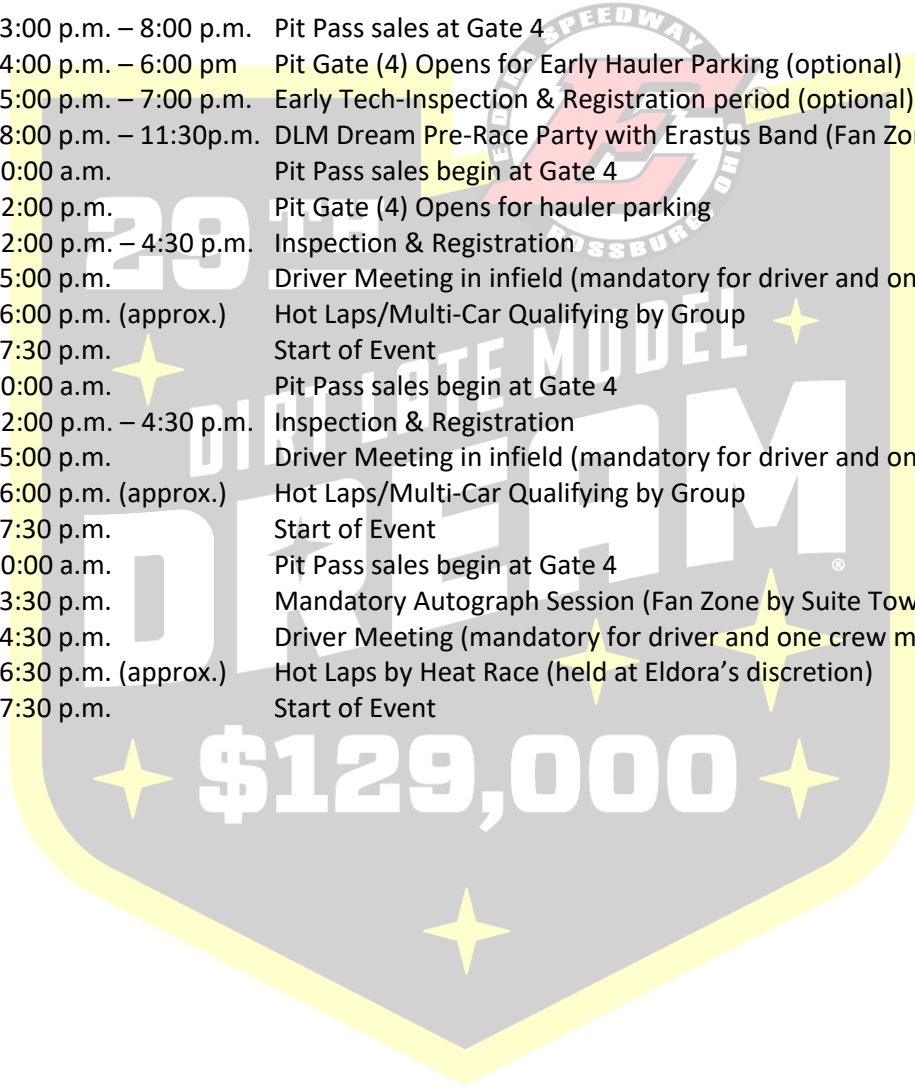 3:00 p.m. – 8:00 p.m. Pit Pass sales at Gate 4
4:00 p.m. – 6:00 pm Pit Gate (4) Opens for Early Hauler Parking (optional)
5:00 p.m. – 7:00 p.m. Early Tech-Inspection & Registration period (optional)
8:00 p.m. – 11:30p.m. DLM Dream Pre-Race Party with Erastus Band (Fan Zo
0:00 a.m. Pit Pass sales begin at Gate 4
2:00 p.m. Pit Gate (4) Opens for hauler parking
2:00 p.m. – 4:30 p.m. Inspection & Registration
5:00 p.m. Driver Meeting in infield (mandatory for driver and on
6:00 p.m. (approx.) Hot Laps/Multi-Car Qualifying by Group
7:30 p.m. Start of Event
0:00 a.m. Pit Pass sales begin at Gate 4
2:00 p.m. – 4:30 p.m. Inspection & Registration
5:00 p.m. Driver Meeting in infield (mandatory for driver and on
6:00 p.m. (approx.) Hot Laps/Multi-Car Qualifying by Group
7:30 p.m. Start of Event
0:00 a.m. Pit Pass sales begin at Gate 4
3:30 p.m. Mandatory Autograph Session (Fan Zone by Suite Tow
4:30 p.m. Driver Meeting (mandatory for driver and one crew m
6:30 p.m. (approx.) Hot Laps by Heat Race (held at Eldora's discretion)
7:30 p.m. Start of Event
ELDORA SPEEDWAY
ROSSBURG OHIO
29TH
DIRT LATE MODEL
DREAM®
$129,000